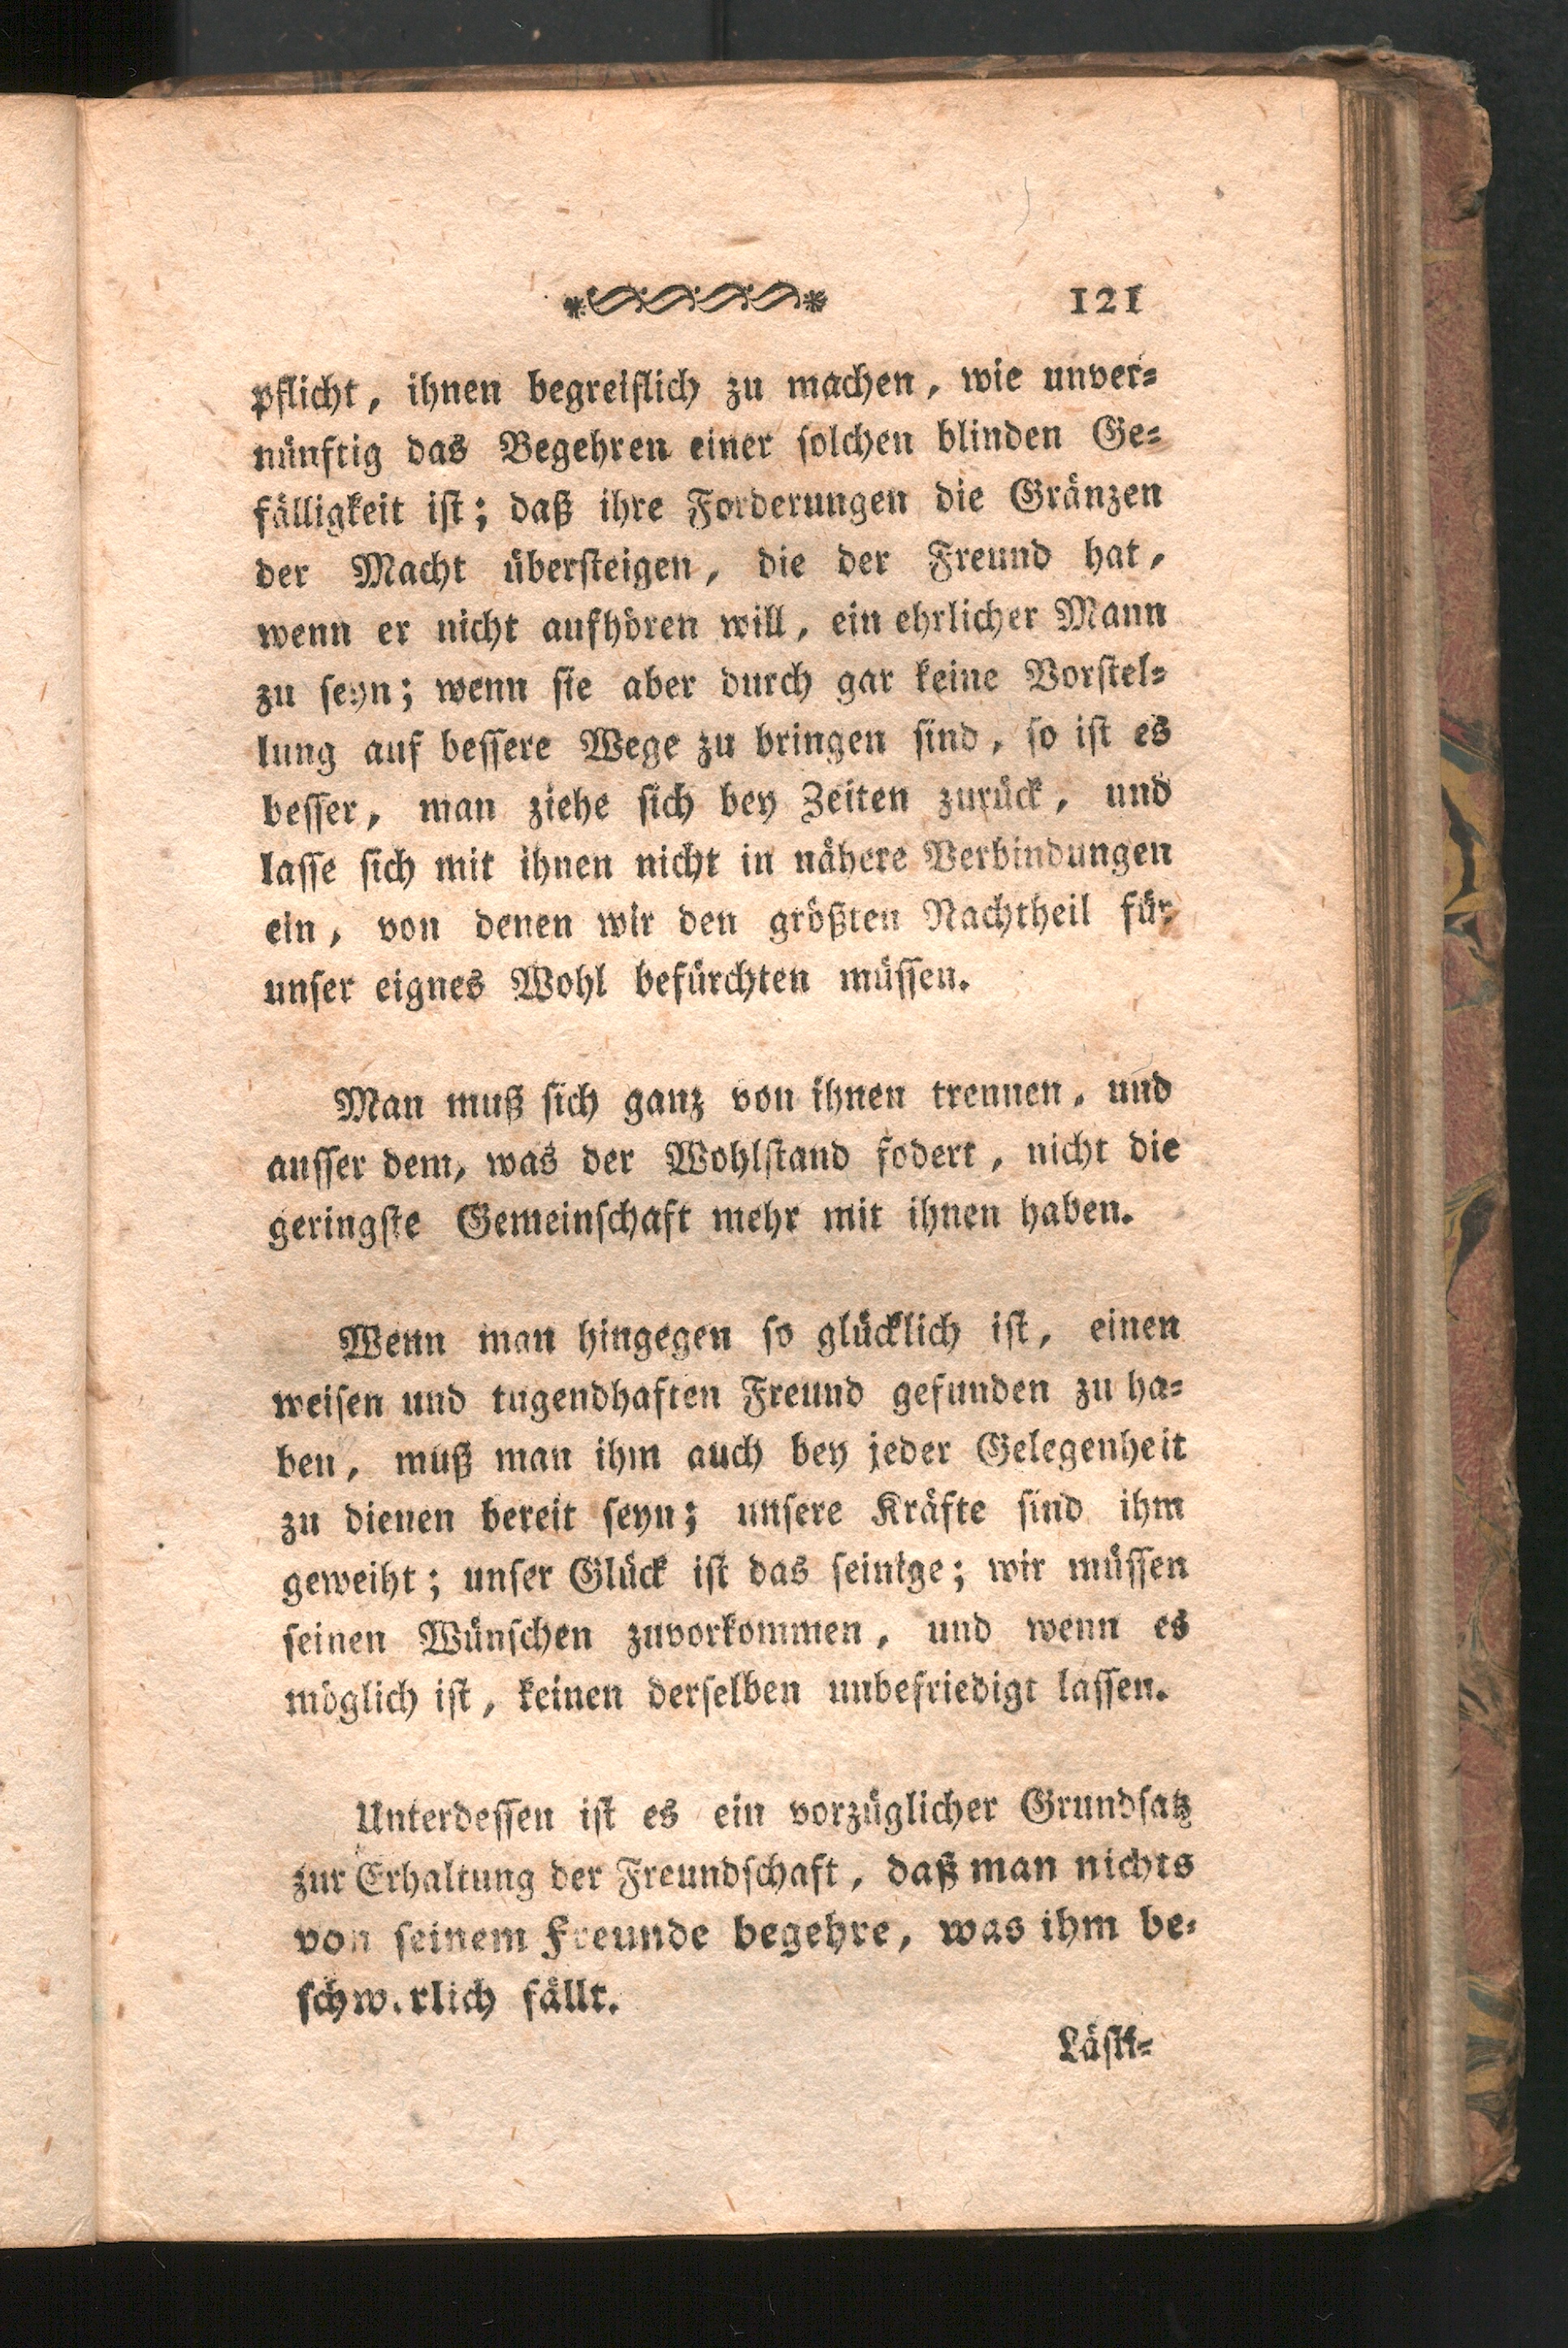 121
pflicht, ihnen begreiflich zu machen, wie unver⸗
nünftig das Begehren einer solchen blinden Ge⸗
fälligkeit ist; daß ihre Forderungen die Gränzen
der Macht übersteigen, die der Freund hat,
wenn er nicht aufhören will, ein ehrlicher Mann
zu seyn; wenn sie aber durch gar keine Vorstel⸗
lung auf bessere Wege zu bringen sind, so ist es
besser, man ziehe sich bey Zeiten zurück, und
lasse sich mit ihnen nicht in nähere Verbindungen
ein, von denen wir den größten Nachtheil für
unser eignes Wohl befürchten müssen.
Man muß sich ganz von ihnen trennen, und
ausser dem, was der Wohlstand fodert, nicht die
geringste Gemeinschaft mehr mit ihnen haben.
Wenn man hingegen so glücklich ist, einen
weisen und tugendhaften Freund gefunden zu ha⸗
ben, muß man ihm auch bey jeder Gelegenheit
zu dienen bereit seyn; unsere Kräfte sind ihm
geweiht; unser Glück ist das seinige; wir müssen
seinen Wünschen zuvorkommen, und wenn es
möglich ist, keinen derselben unbefriedigt lassen.
Unterdessen ist es ein vorzüglicher Grundsatz
zur Erhaltung der Freundschaft, daß man nichts
von seinem Freunde begehre, was ihm be⸗
schwerlich fällt.
Lästi⸗